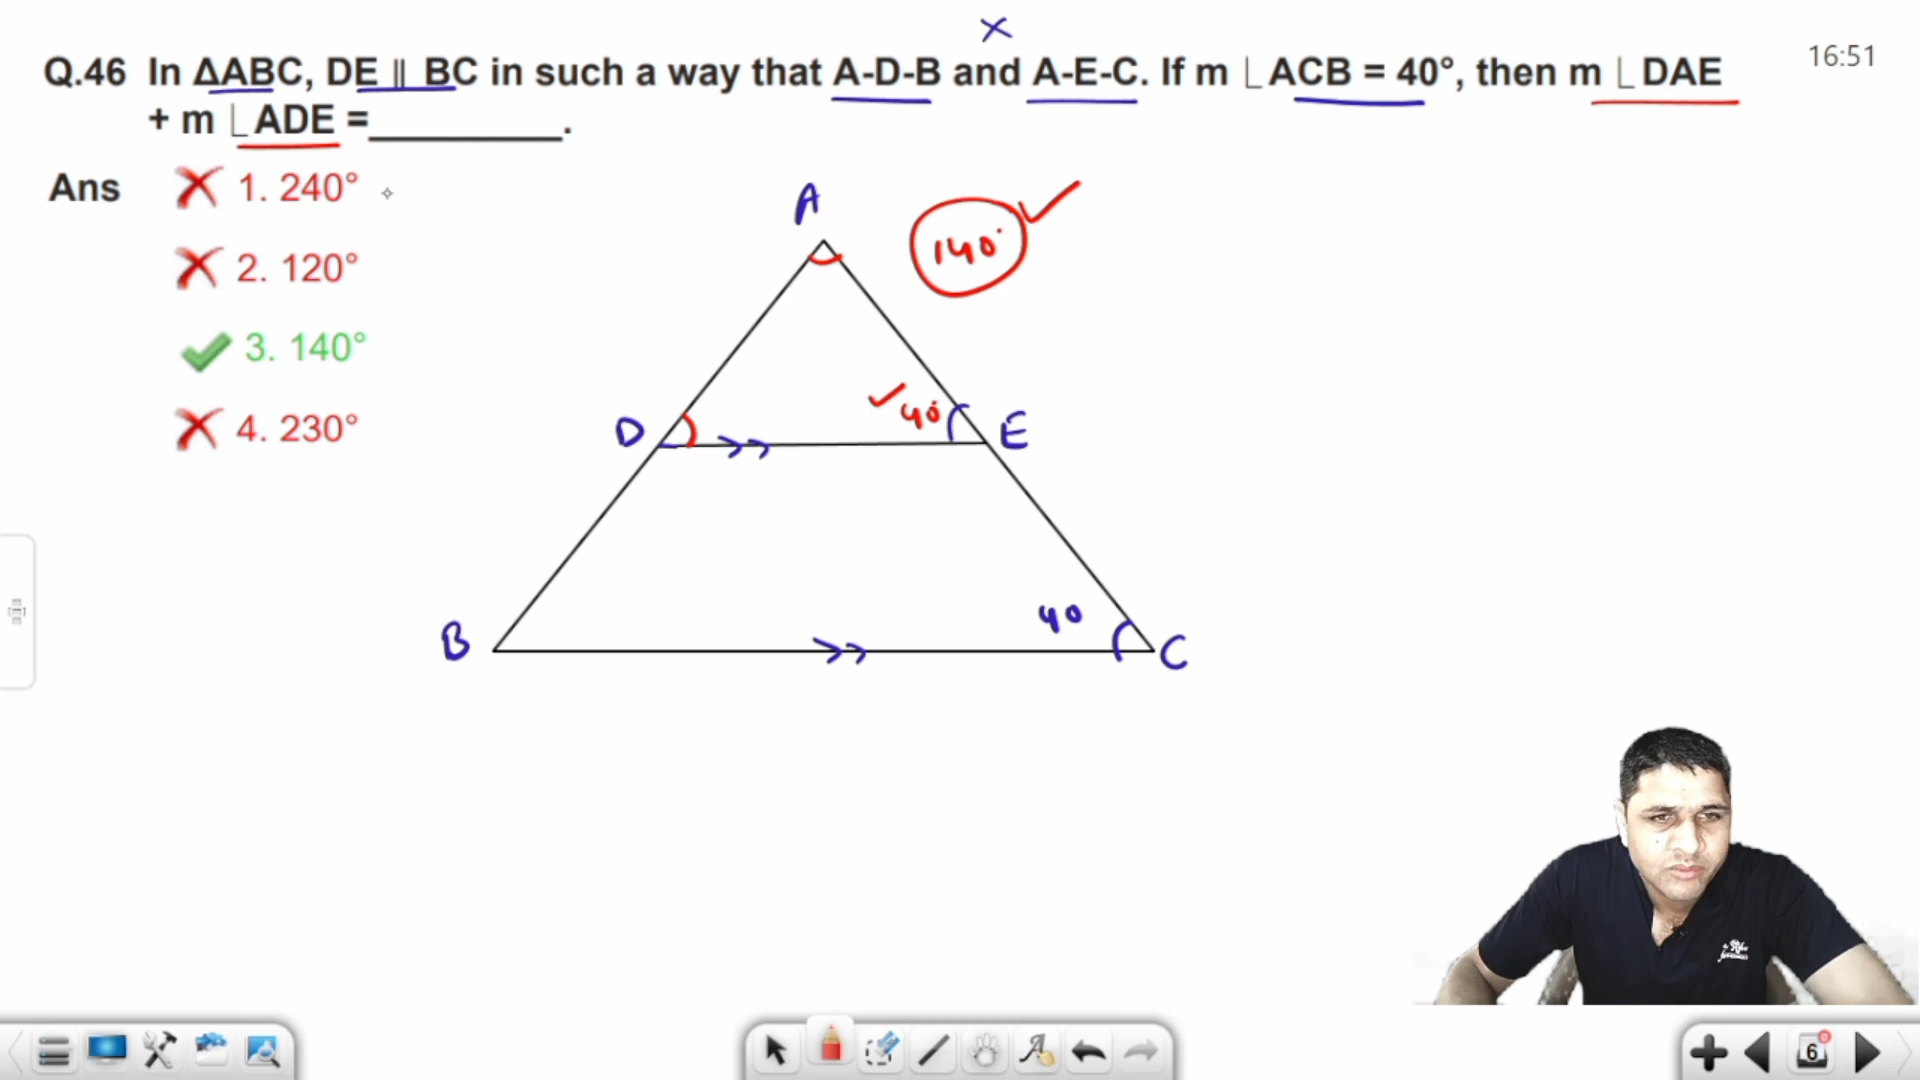 x
Q.46 In ΔABC, DE || BC in such a way that A-D-B and A-E-C. If m ∟ACB = 40°, then m ∟DAE
16:51
+ m ∟ADE =_________.
Ans 1. 240°
2. 120°
3. 140°
4. 230°
A
140°
D
40°
E
B
40
C
6